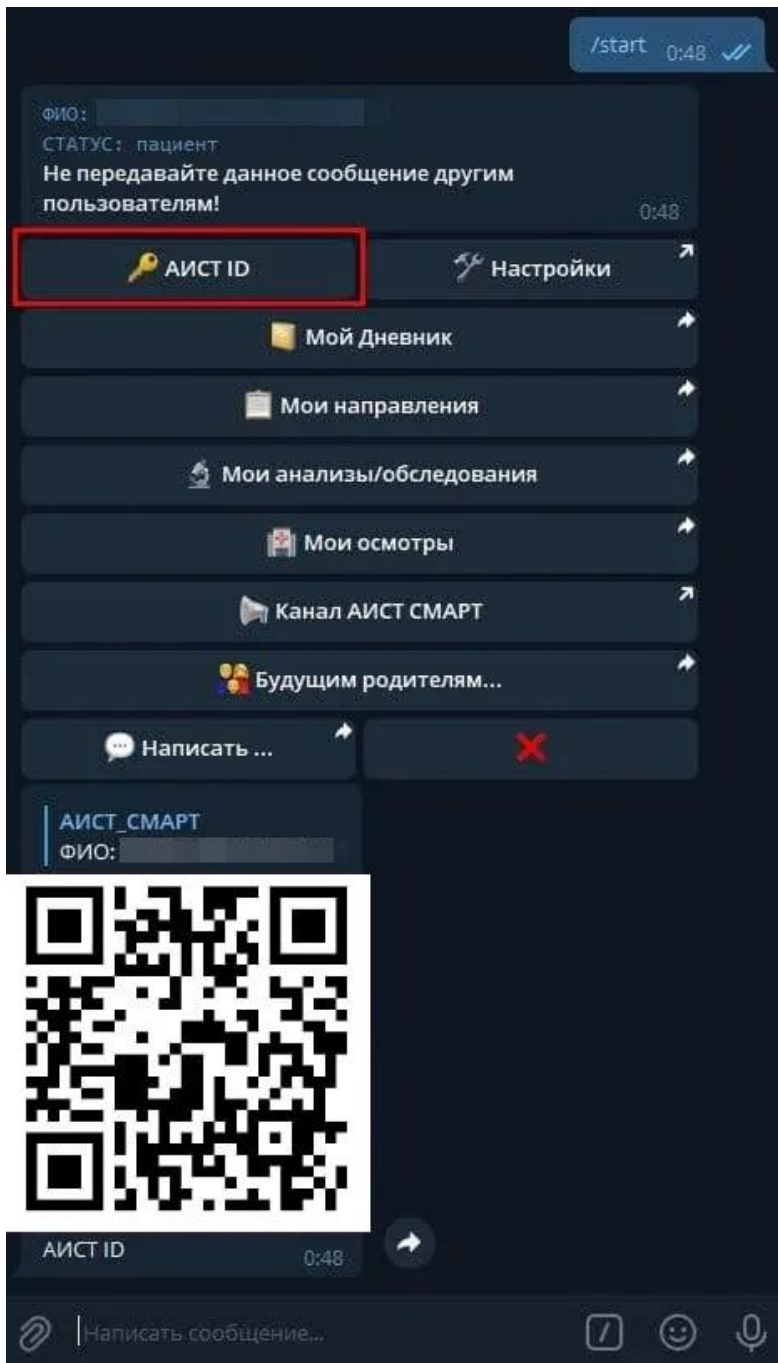 /start 0:48
ФИО:
СТАТУС: пациент
Не передавайте данное сообщение другим
пользователям!
0:48
АИСТ ID
Настройки
Мой Дневник
Мои направления
Мои анализы/обследования
Мои осмотры
Канал АИСТ СМАРТ
Будущим родителям...
Написать ...
АИСТ_СМАРТ
ФИО:
АИСТ ID
0:48
Написать сообщение...